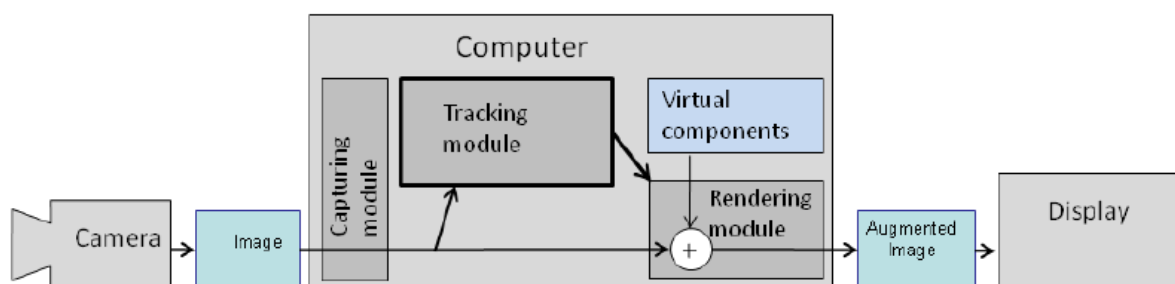 Computer
Tracking
module
Virtual
components
Capturing
module
Rendering
module
Camera
Image
+
Augmented
Image
Display